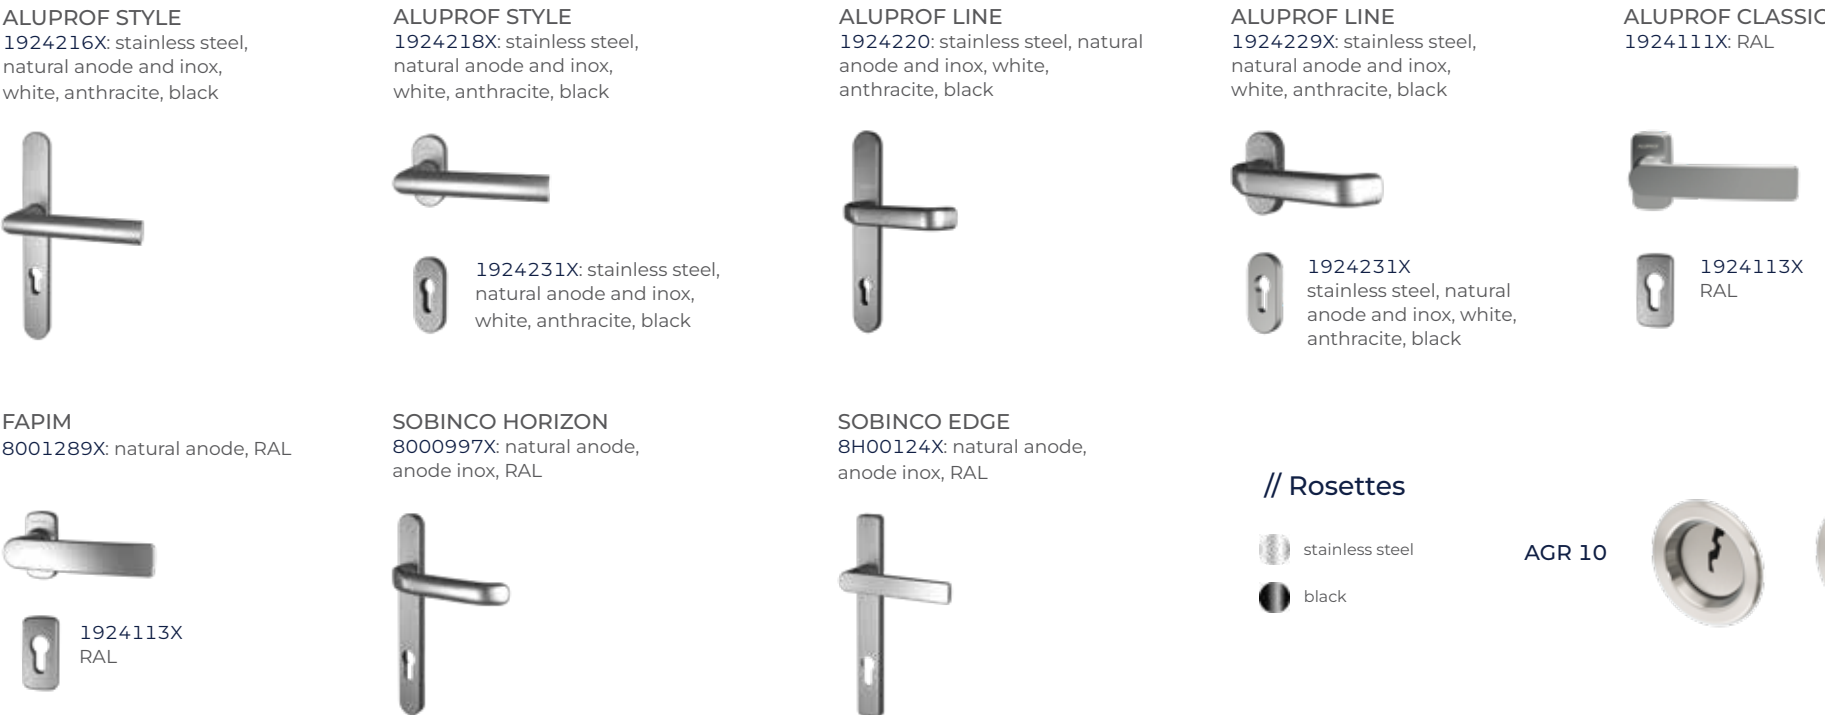 ALUPROF STYLE
1924216X: stainless steel,
natural anode and inox,
white, anthracite, black
ALUPROF STYLE
1924218X: stainless steel,
natural anode and inox,
white, anthracite, black
1924231X: stainless steel,
natural anode and inox,
white, anthracite, black
ALUPROF LINE
1924220: stainless steel, natural
anode and inox, white,
anthracite, black
ALUPROF LINE
1924229X: stainless steel,
natural anode and inox,
white, anthracite, black
1924231X
stainless steel, natural
anode and inox, white,
anthracite, black
ALUPROF CLASSIC
1924111X: RAL
1924113X
RAL
FAPIM
8001289X: natural anode, RAL
1924113X
RAL
SOBINCO HORIZON
8000997X: natural anode,
anode inox, RAL
SOBINCO EDGE
8H00124X: natural anode,
anode inox, RAL
// Rosettes
stainless steel
black
AGR 10